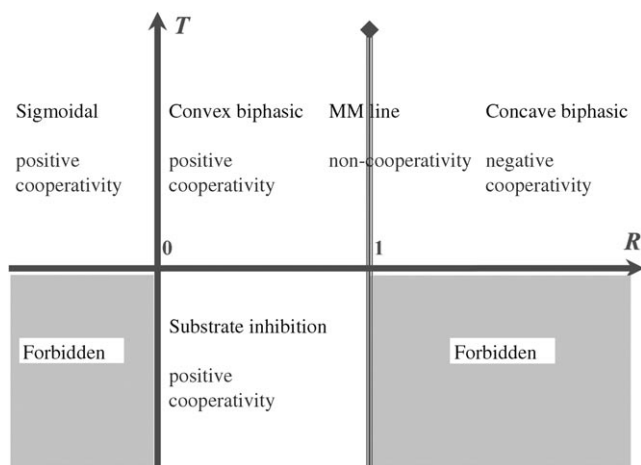 T
Sigmoidal
positive
cooperativity
Convex biphasic
positive
cooperativity
MM line
non-cooperativity
Concave biphasic
negative
cooperativity
0
1
R
Forbidden
Substrate inhibition
positive
cooperativity
Forbidden